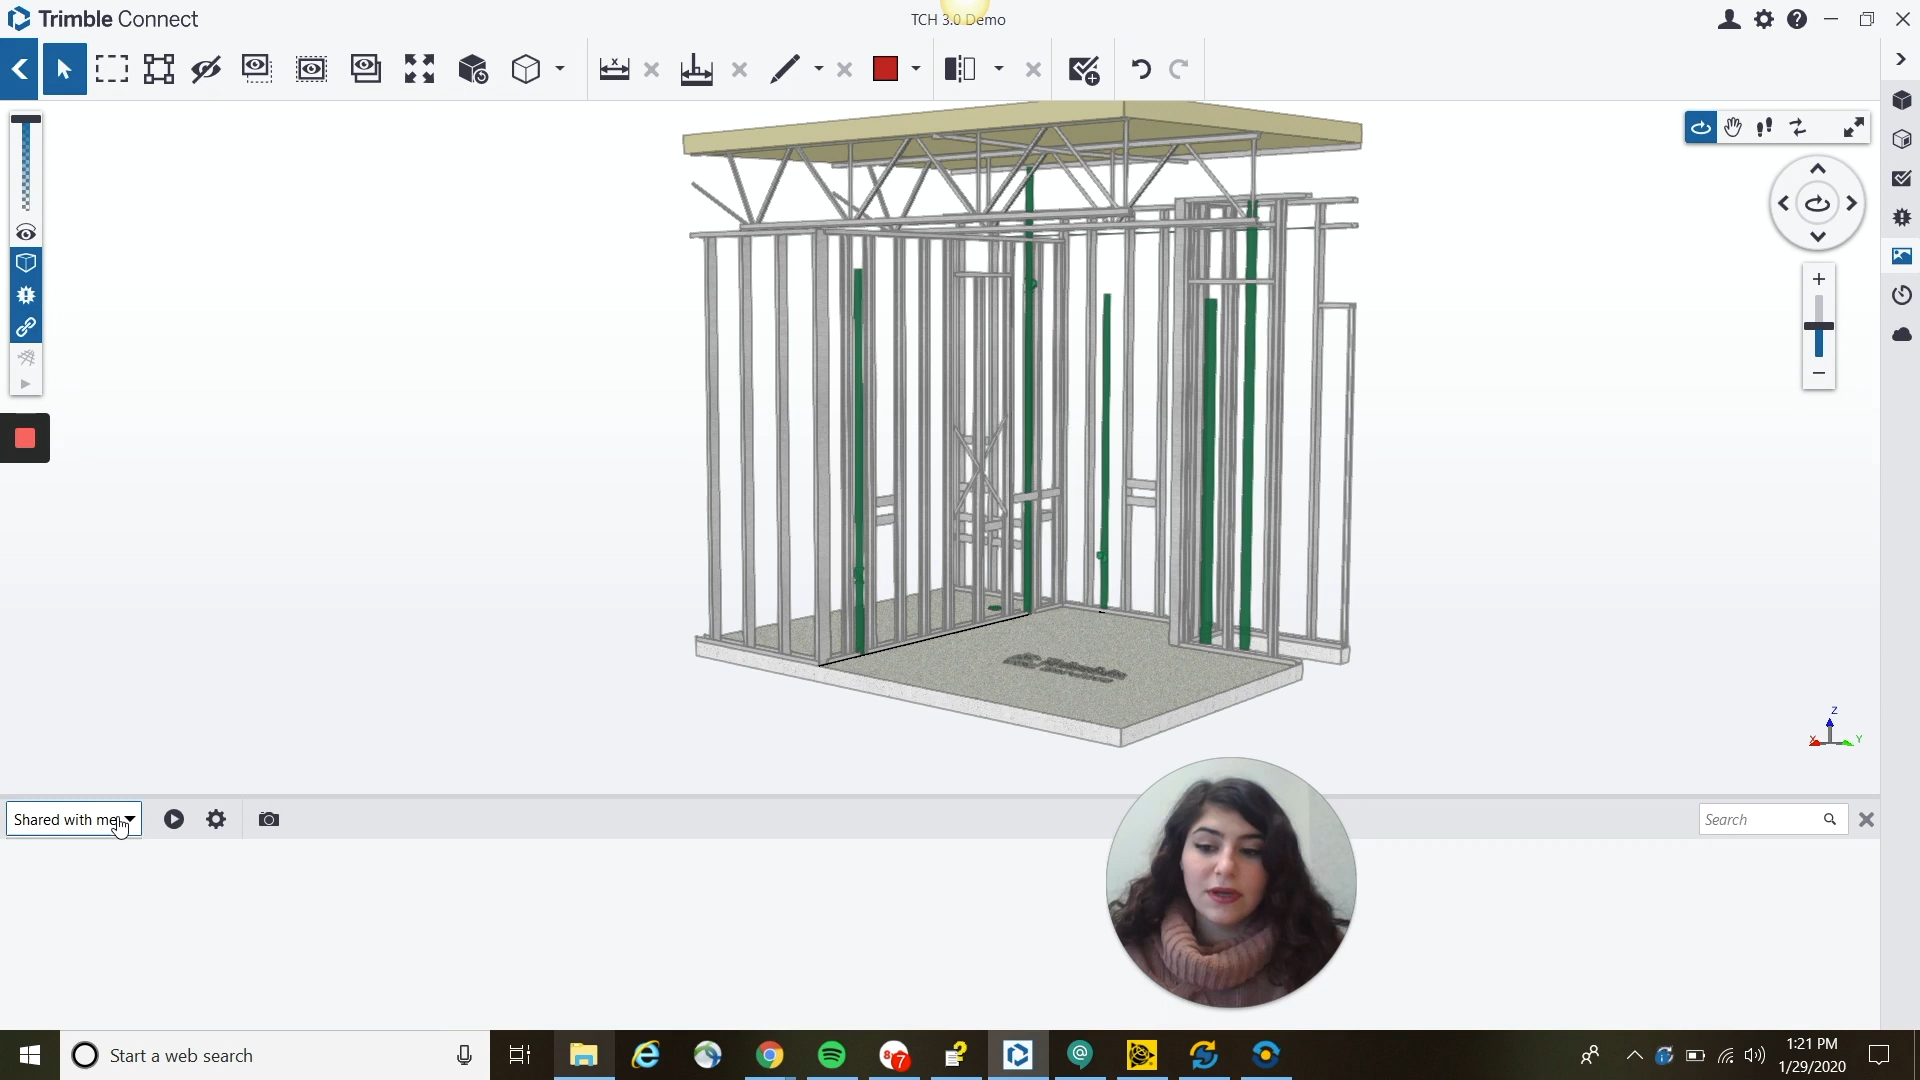 Trimble Connect
TCH 3.0 Demo
Z
X
Y
Shared with me
Search
Start a web search
1:21 PM
1/29/2020